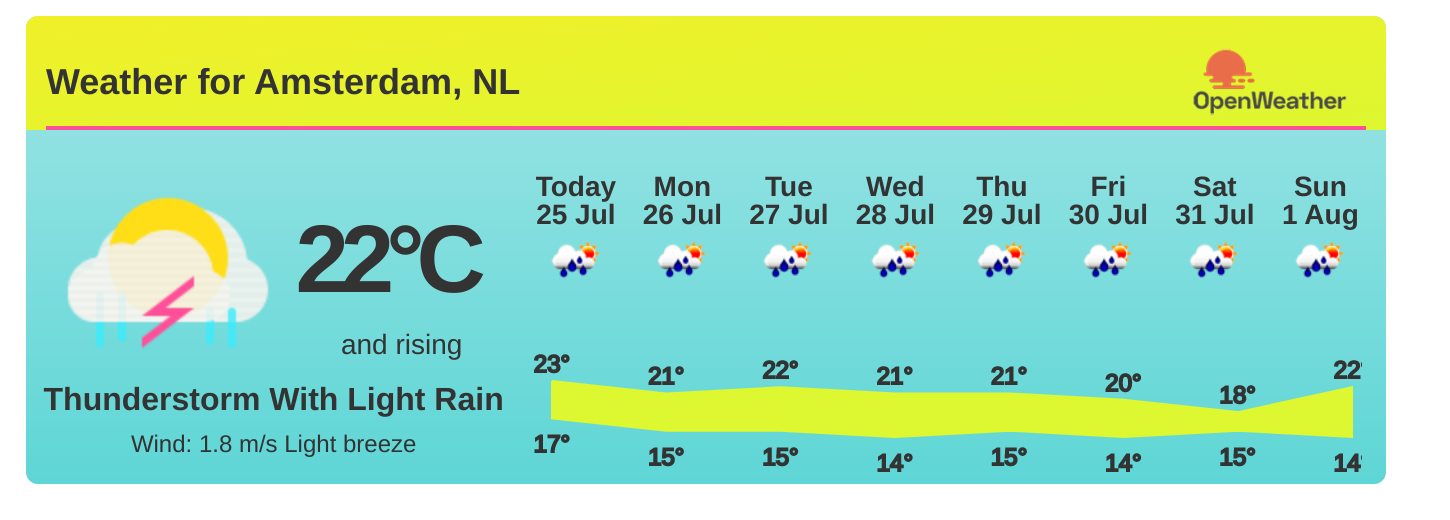 Weather for Amsterdam, NL
OpenWeather
Today Mon Tue Wed Thu Fri Sat Sun
25 Jul 26 Jul 27 Jul 28 Jul 29 Jul 30 Jul 31 Jul 1 Aug
22°C
and rising
Thunderstorm With Light Rain
Wind: 1.8 m/s Light breeze
23° 21° 22° 21° 21° 20° 18° 22°
17° 15° 15° 14° 15° 14° 15° 14°